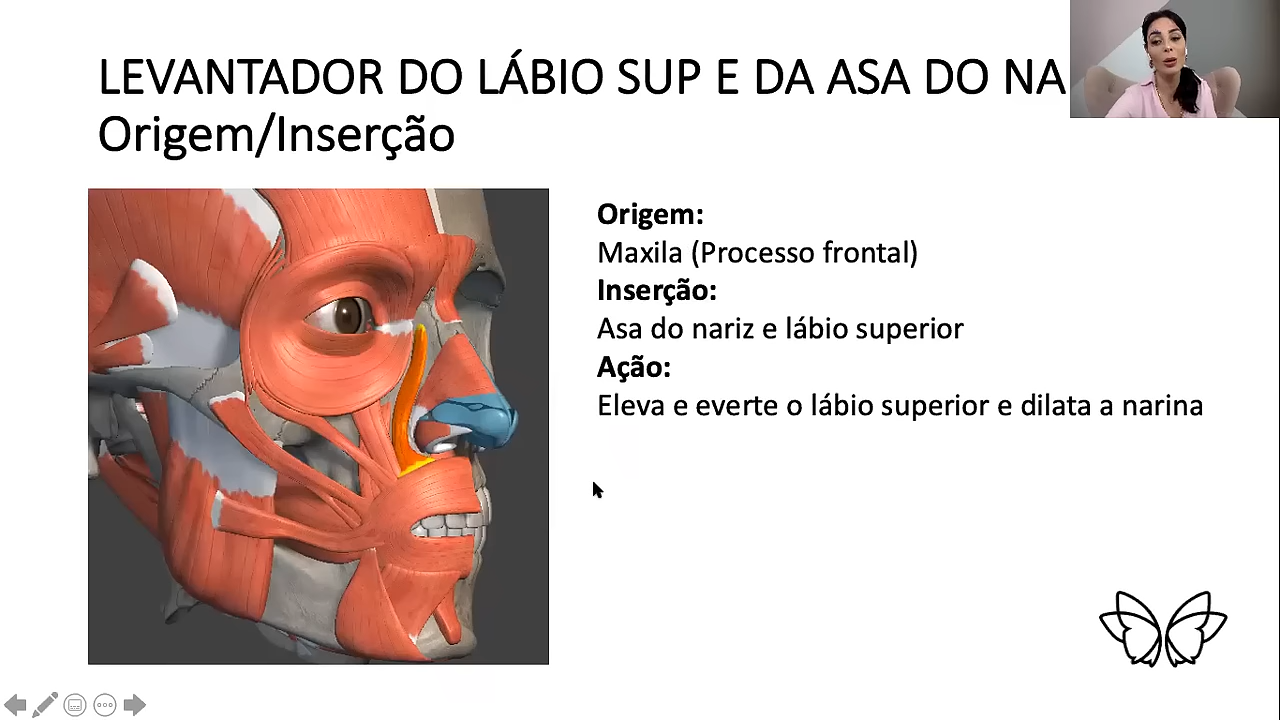 LEVANTADOR DO LÁBIO SUP E DA ASA DO NA
Origem/Inserção
Origem:
Maxila (Processo frontal)
Inserção:
Asa do nariz e lábio superior
Ação:
Eleva e everte o lábio superior e dilata a narina